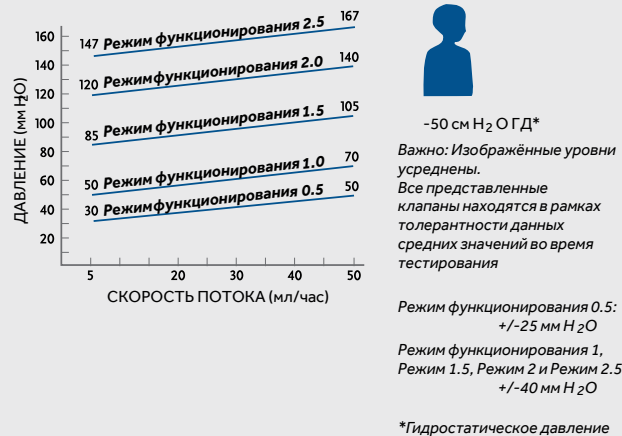 ДАВЛЕНИЕ (мм H2O)
160
140
120
100
80
60
40
20
147 Режим функционирования 2.5 167
120 Режим функционирования 2.0 140
85 Режим функционирования 1.5 105
50 Режим функционирования 1.0 70
30 Режим функционирования 0.5 50
5 20 30 40 50
СКОРОСТЬ ПОТОКА (мл/час)
-50 см H2 O ГД*
Важно: Изображённые уровни
усреднены.
Все представленные
клапаны находятся в рамках
толерантности данных
средних значений во время
тестирования
Режим функционирования 0.5:
+/-25 мм H2O
Режим функционирования 1,
Режим 1.5, Режим 2 и Режим 2.5
+/-40 мм H2O
*Гидростатическое давление